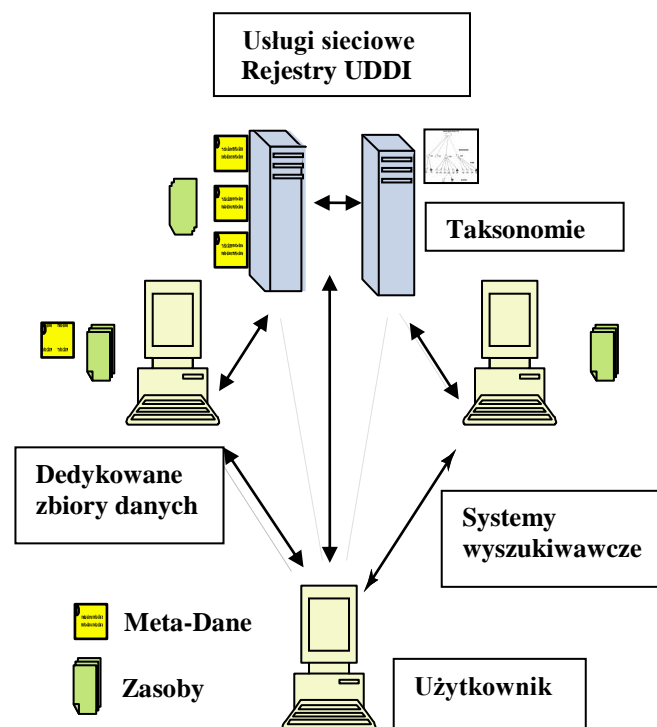 Usługi sieciowe
Rejestry UDDI
Taksonomie
Dedykowane
zbiory danych
Systemy
wyszukiwawcze
Meta-Dane
Zasoby
Użytkownik